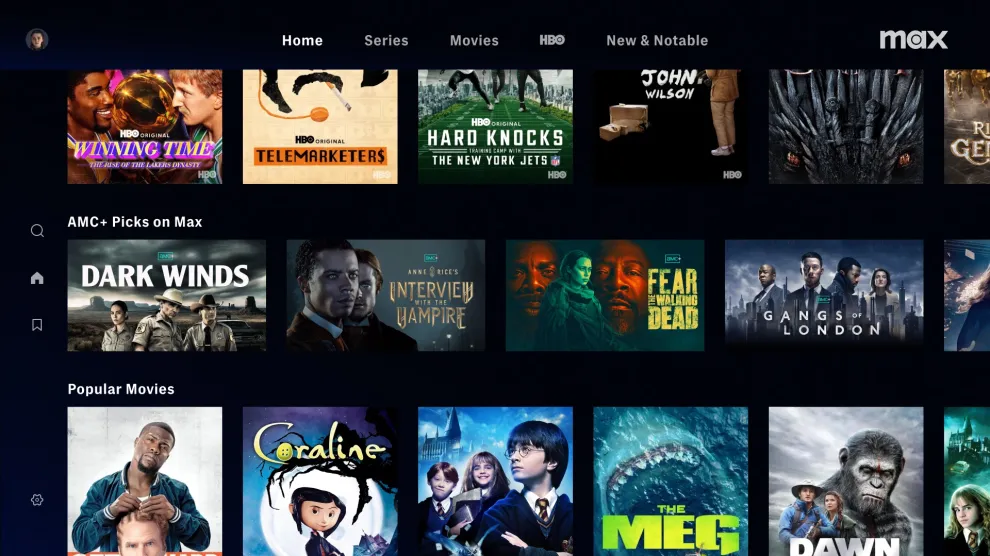 Home
Series
Movies
HBO
New & Notable
max
HBO ORIGINAL
WINNING TIME
THE RISE OF THE LAKERS DYNASTY
HBO
HBO ORIGINAL
TELEMARKETER$
HBO
HBO ORIGINAL
HARD KNOCKS
TRAINING CAMP WITH
THE NEW YORK JETS
HBO
JOHN
WILSON
HBO
AMC+ Picks on Max
AMC+
DARK WINDS
AMC+
ANNE RICE'S
INTERVIEW
WITH THE
VAMPIRE
AMC+
FEAR
THE WALKING
DEAD
AMC+
GANGS OF
LONDON
Popular Movies
Coraline
THE
MEG
DAWN